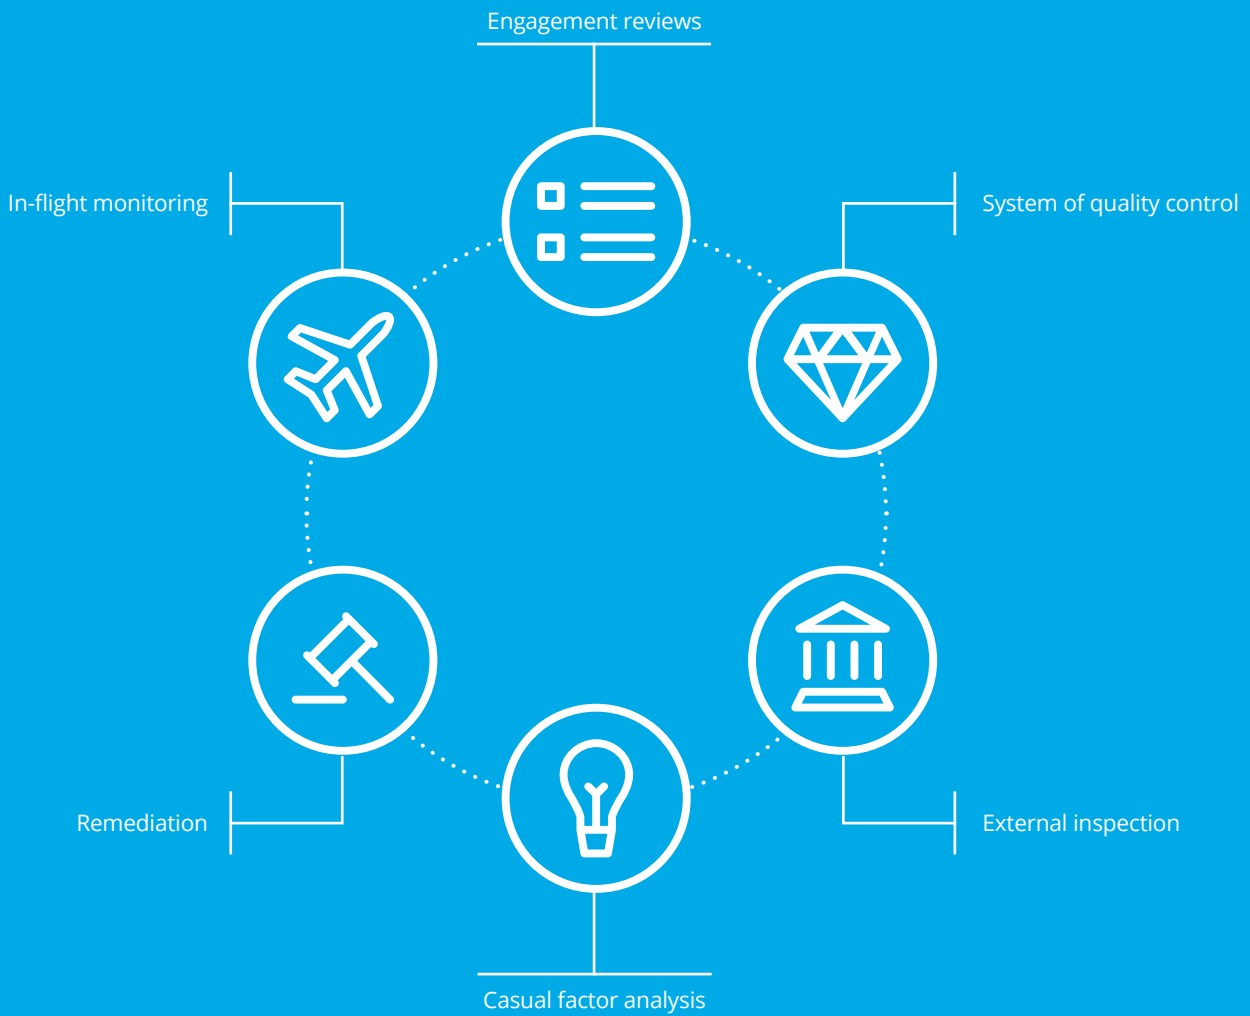 Engagement reviews
In-flight monitoring
System of quality control
Remediation
External inspection
Casual factor analysis